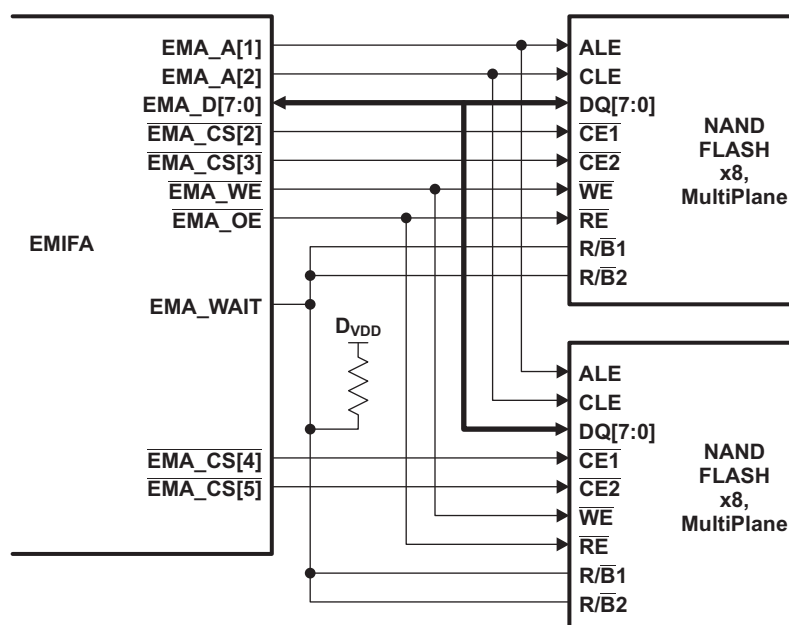 EMA_A[1]
EMA_A[2]
EMA_D[7:0]
EMA_CS[2]
EMA_CS[3]
EMA_WE
EMA_OE
EMIFA
EMA_WAIT
EMA_CS[4]
EMA_CS[5]
DVDD
ALE
CLE
DQ[7:0]
CE1
CE2
WE
RE
R/B1
R/B2
NAND
FLASH
x8,
MultiPlane
ALE
CLE
DQ[7:0]
CE1
CE2
WE
RE
R/B1
R/B2
NAND
FLASH
x8,
MultiPlane